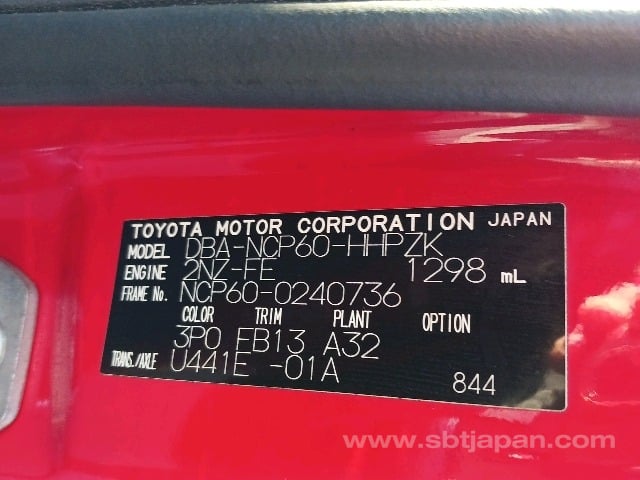 TOYOTA MOTOR CORPORATION JAPAN
MODEL DBA-NCP60-HHPZK
ENGINE 2NZ-FE 1298 mL
FRAME No. NCP60-0240736
COLOR TRIM PLANT OPTION
3P0 FB13 A32
TRANS./AXLE U441E -01A
844
www.sbtjapan.com